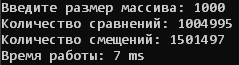 Введите размер массива: 1000
Количество сравнений: 1004995
Количество смещений: 1501497
Время работы: 7 ms